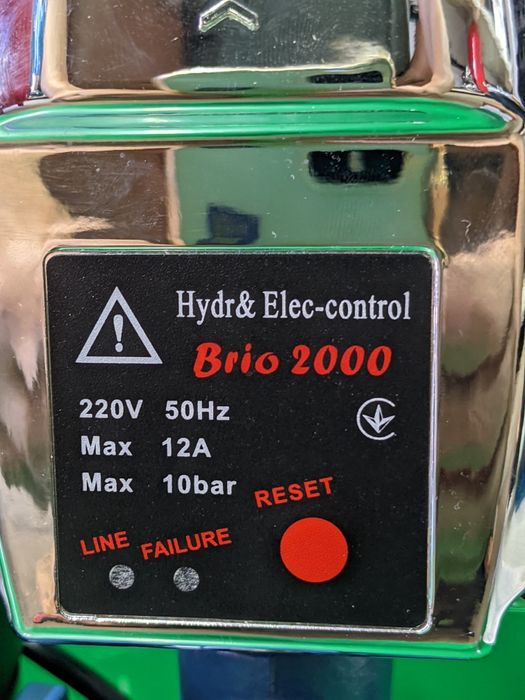 Hydr& Elec-control
Brio 2000
220V 50Hz
Max 12A
Max 10bar
RESET
LINE FAILURE